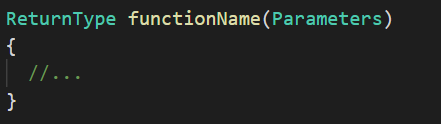 ReturnType functionName(Parameters)
{
//...
}